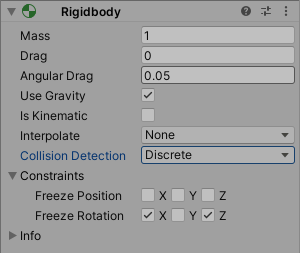 Rigidbody
Mass 1
Drag 0
Angular Drag 0.05
Use Gravity
Is Kinematic
Interpolate None
Collision Detection Discrete
Constraints
Freeze Position X Y Z
Freeze Rotation X Y Z
Info